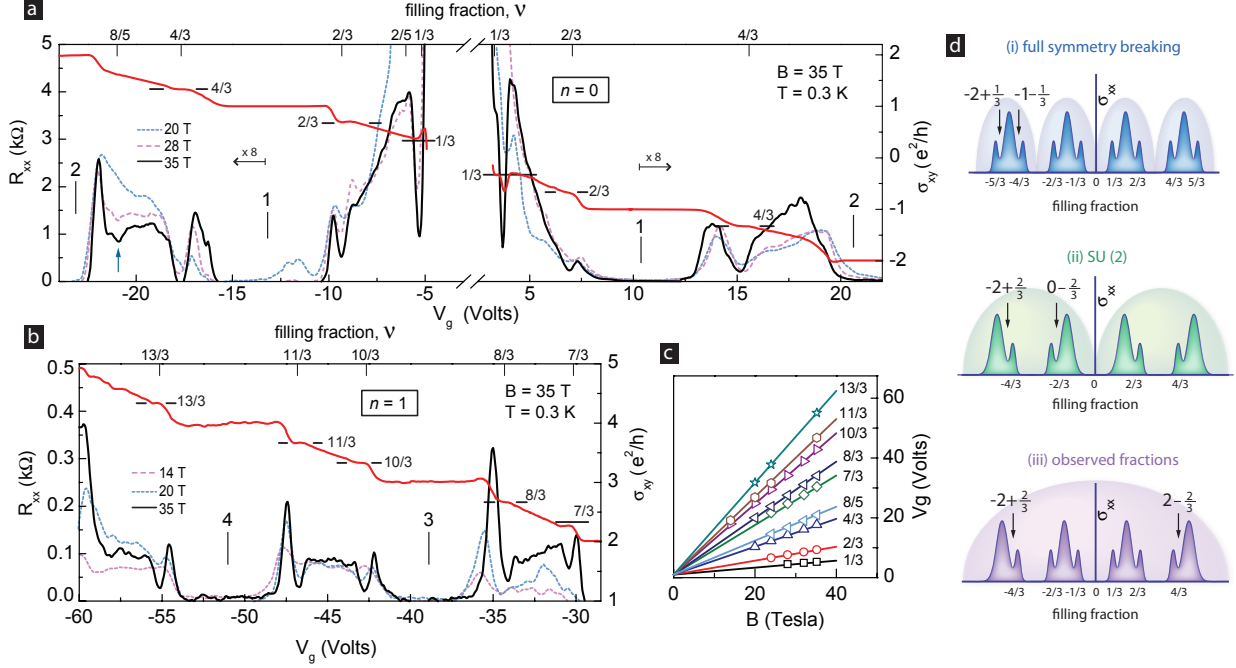 a
filling fraction, ν
8/5 4/3 2/3 2/5 1/3 1/3 2/3 4/3
5
4
3
2
1
0
R_xx (kΩ)
2
1
0
-1
-2
σ_xy (e²/h)
4/3
2/3
1/3
1/3
2/3
4/3
n = 0
B = 35 T
T = 0.3 K
20 T
28 T
35 T
x 8
x 8
2
1
1
2
-20 -15 -10 -5 5 10 15 20
V_g (Volts)
b
filling fraction, ν
13/3 11/3 10/3 8/3 7/3
0.5
0.4
0.3
0.2
0.1
0.0
R_xx (kΩ)
5
4
3
2
1
σ_xy (e²/h)
13/3
11/3
10/3
8/3
7/3
n = 1
B = 35 T
T = 0.3 K
14 T
20 T
35 T
4
3
-60 -55 -50 -45 -40 -35 -30
V_g (Volts)
c
13/3
11/3
10/3
8/3
7/3
8/5
4/3
2/3
1/3
60
40
20
0
Vg (Volts)
0 20 40
B (Tesla)
d
(i) full symmetry breaking
-2+1/3
-1-1/3
σ_xx
-5/3 -4/3 -2/3 -1/3 0 1/3 2/3 4/3 5/3
filling fraction
(ii) SU (2)
-2+2/3
0-2/3
σ_xx
-4/3 -2/3 0 2/3 4/3
filling fraction
(iii) observed fractions
-2+2/3
2-2/3
σ_xx
-4/3 -2/3 -1/3 0 1/3 2/3 4/3
filling fraction